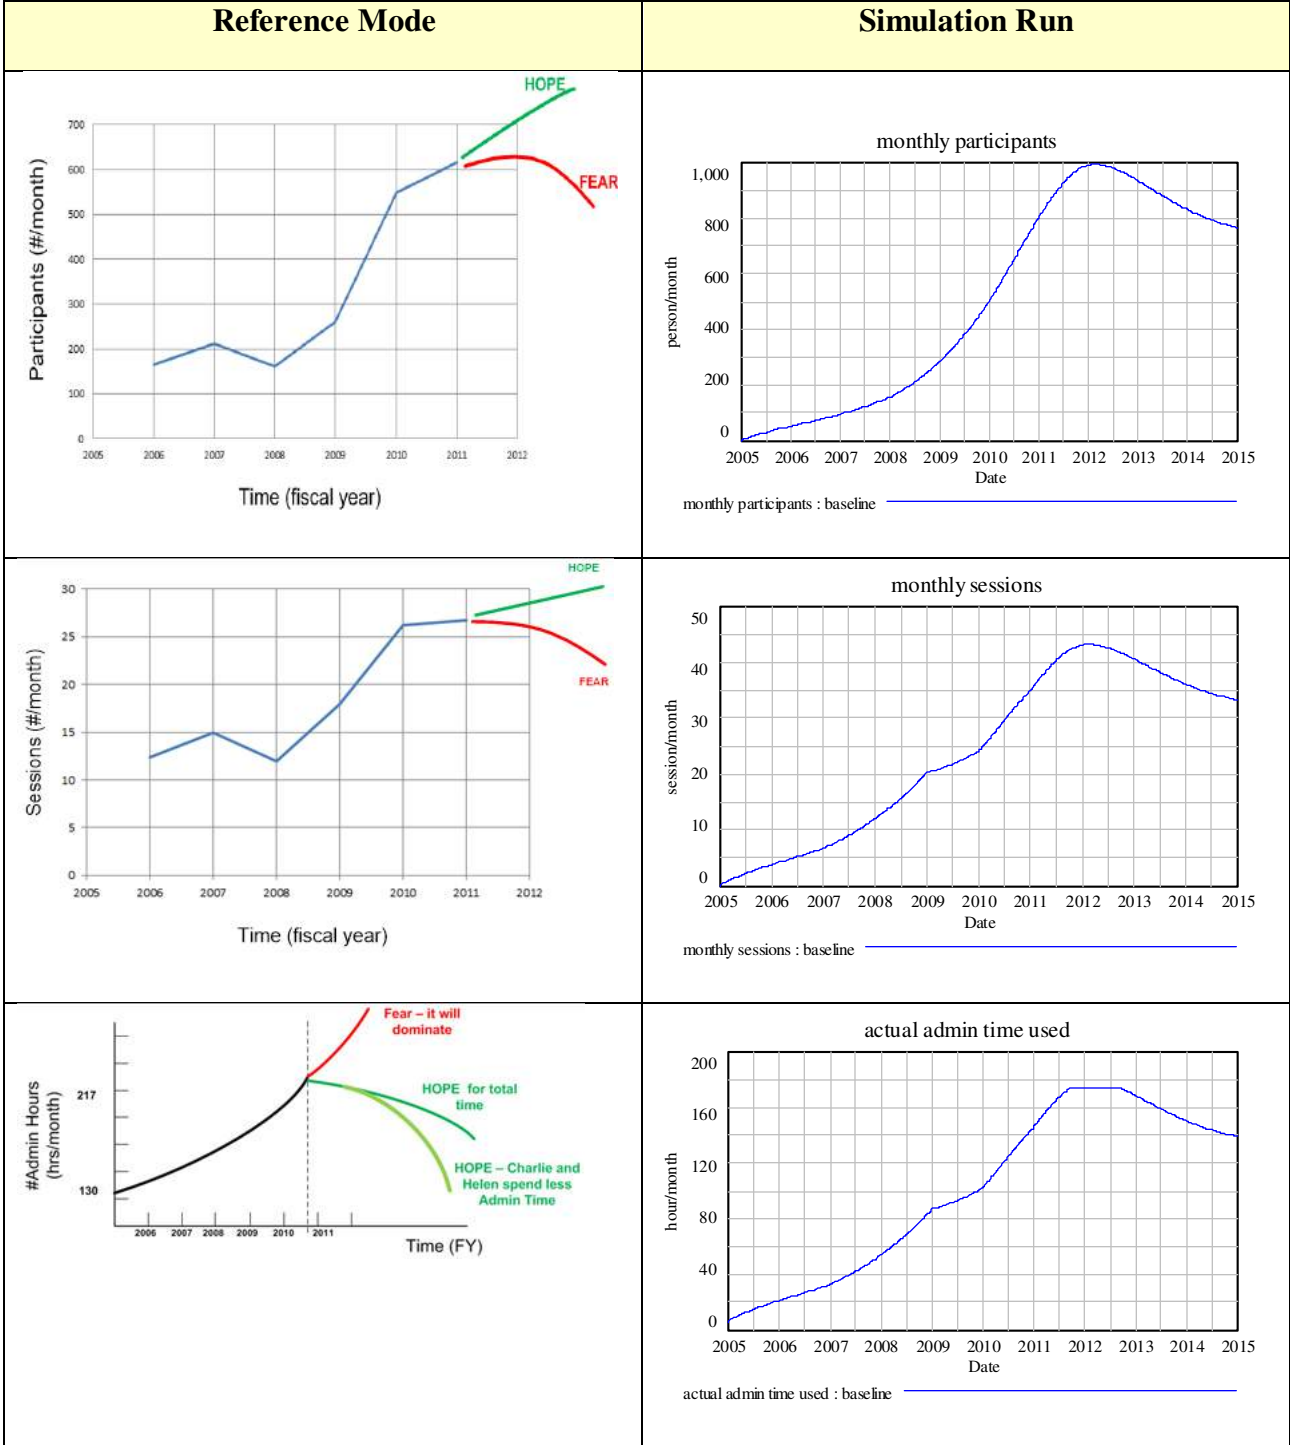 Reference Mode
Simulation Run
HOPE
FEAR
700
600
500
400
300
200
100
0
2005 2006 2007 2008 2009 2010 2011 2012
Participants (#/month)
Time (fiscal year)
monthly participants
1,000
800
600
400
200
0
person/month
2005 2006 2007 2008 2009 2010 2011 2012 2013 2014 2015
Date
monthly participants : baseline
HOPE
FEAR
30
25
20
15
10
5
0
2005 2006 2007 2008 2009 2010 2011 2012
Sessions (#/month)
Time (fiscal year)
monthly sessions
50
40
30
20
10
0
session/month
2005 2006 2007 2008 2009 2010 2011 2012 2013 2014 2015
Date
monthly sessions : baseline
Fear – it will
dominate
HOPE for total
time
HOPE – Charlie and
Helen spend less
Admin Time
#Admin Hours
(hrs/month)
217
130
2006 2007 2008 2009 2010 2011
Time (FY)
actual admin time used
200
160
120
80
40
0
hour/month
2005 2006 2007 2008 2009 2010 2011 2012 2013 2014 2015
Date
actual admin time used : baseline